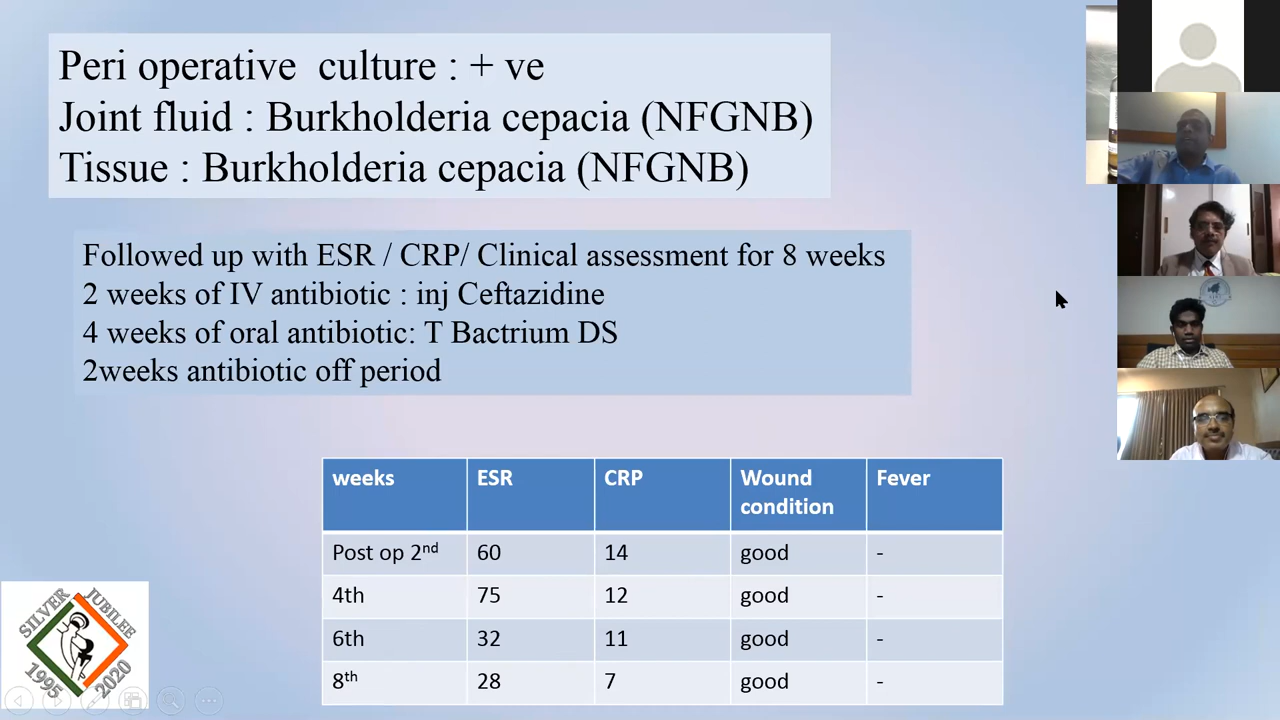 Peri operative culture : + ve
Joint fluid : Burkholderia cepacia (NFGNB)
Tissue : Burkholderia cepacia (NFGNB)
Followed up with ESR / CRP/ Clinical assessment for 8 weeks
2 weeks of IV antibiotic : inj Ceftazidine
4 weeks of oral antibiotic: T Bactrium DS
2weeks antibiotic off period
weeks ESR CRP Wound condition Fever
Post op 2nd 60 14 good -
4th 75 12 good -
6th 32 11 good -
8th 28 7 good -
SILVER JUBILEE
1995 2020